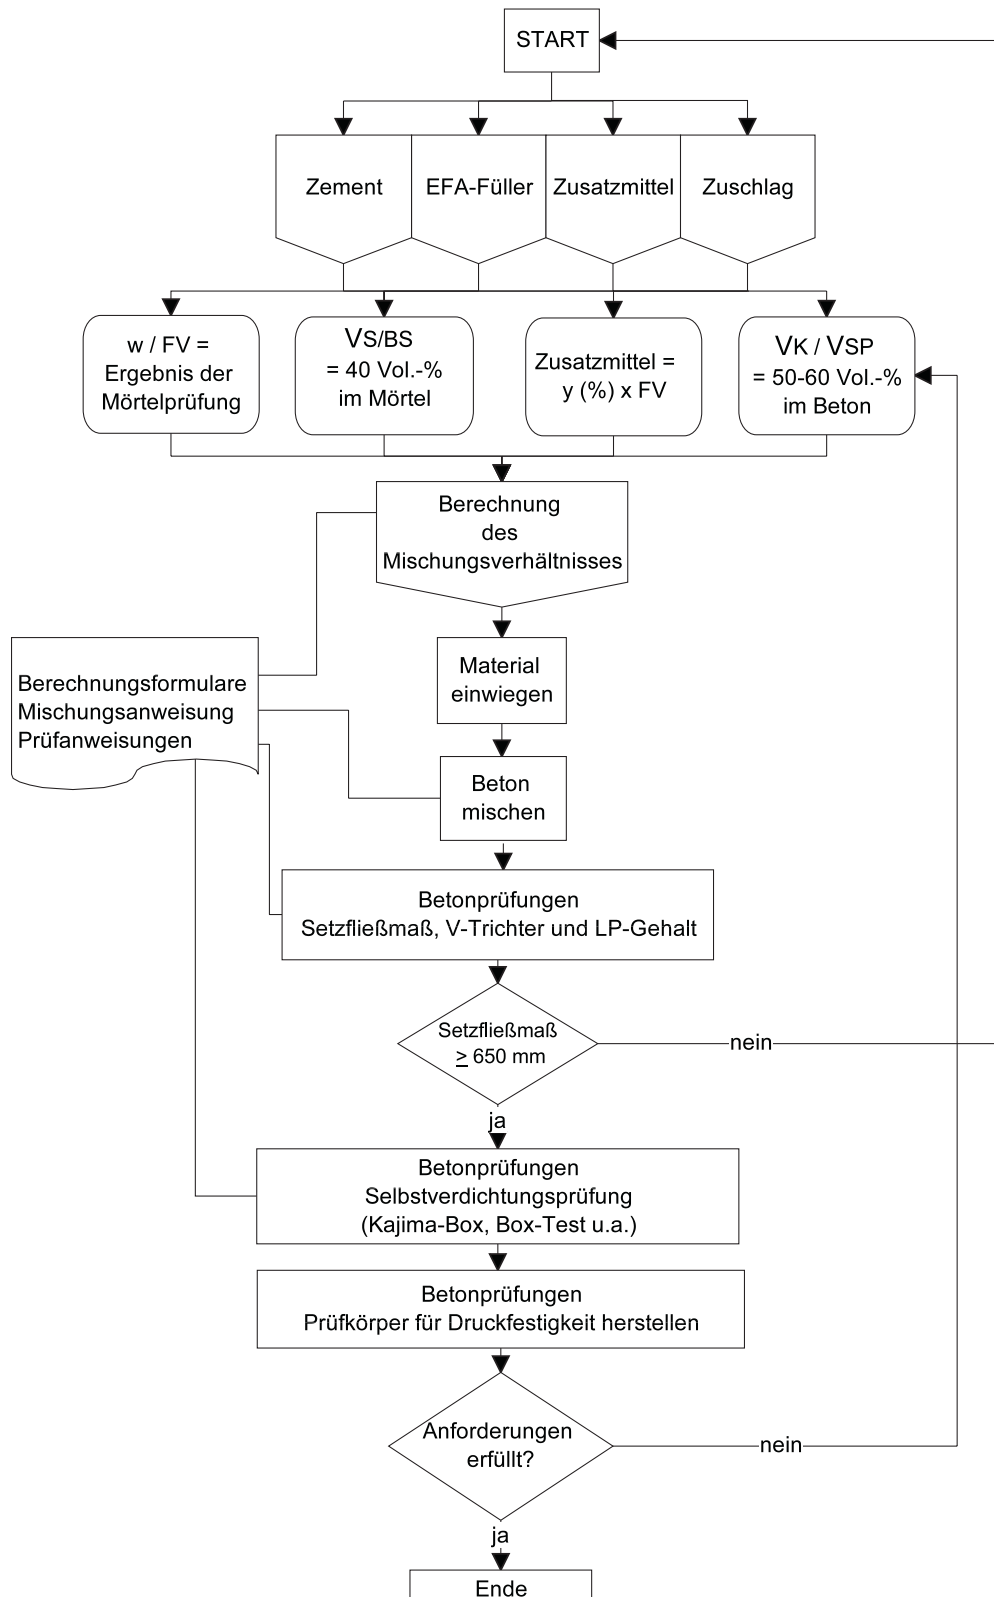 START
Zement
EFA-Füller
Zusatzmittel
Zuschlag
w / FV =
Ergebnis der
Mörtelprüfung
VS/BS
= 40 Vol.-%
im Mörtel
Zusatzmittel =
y (%) x FV
VK / VSP
= 50-60 Vol.-%
im Beton
Berechnung
des
Mischungsverhältnisses
Material
einwiegen
Berechnungsformulare
Mischungsanweisung
Prüfanweisungen
Beton
mischen
Betonprüfungen
Setzfließmaß, V-Trichter und LP-Gehalt
Setzfließmaß
≥ 650 mm
nein
ja
Betonprüfungen
Selbstverdichtungsprüfung
(Kajima-Box, Box-Test u.a.)
Betonprüfungen
Prüfkörper für Druckfestigkeit herstellen
Anforderungen
erfüllt?
nein
ja
Ende